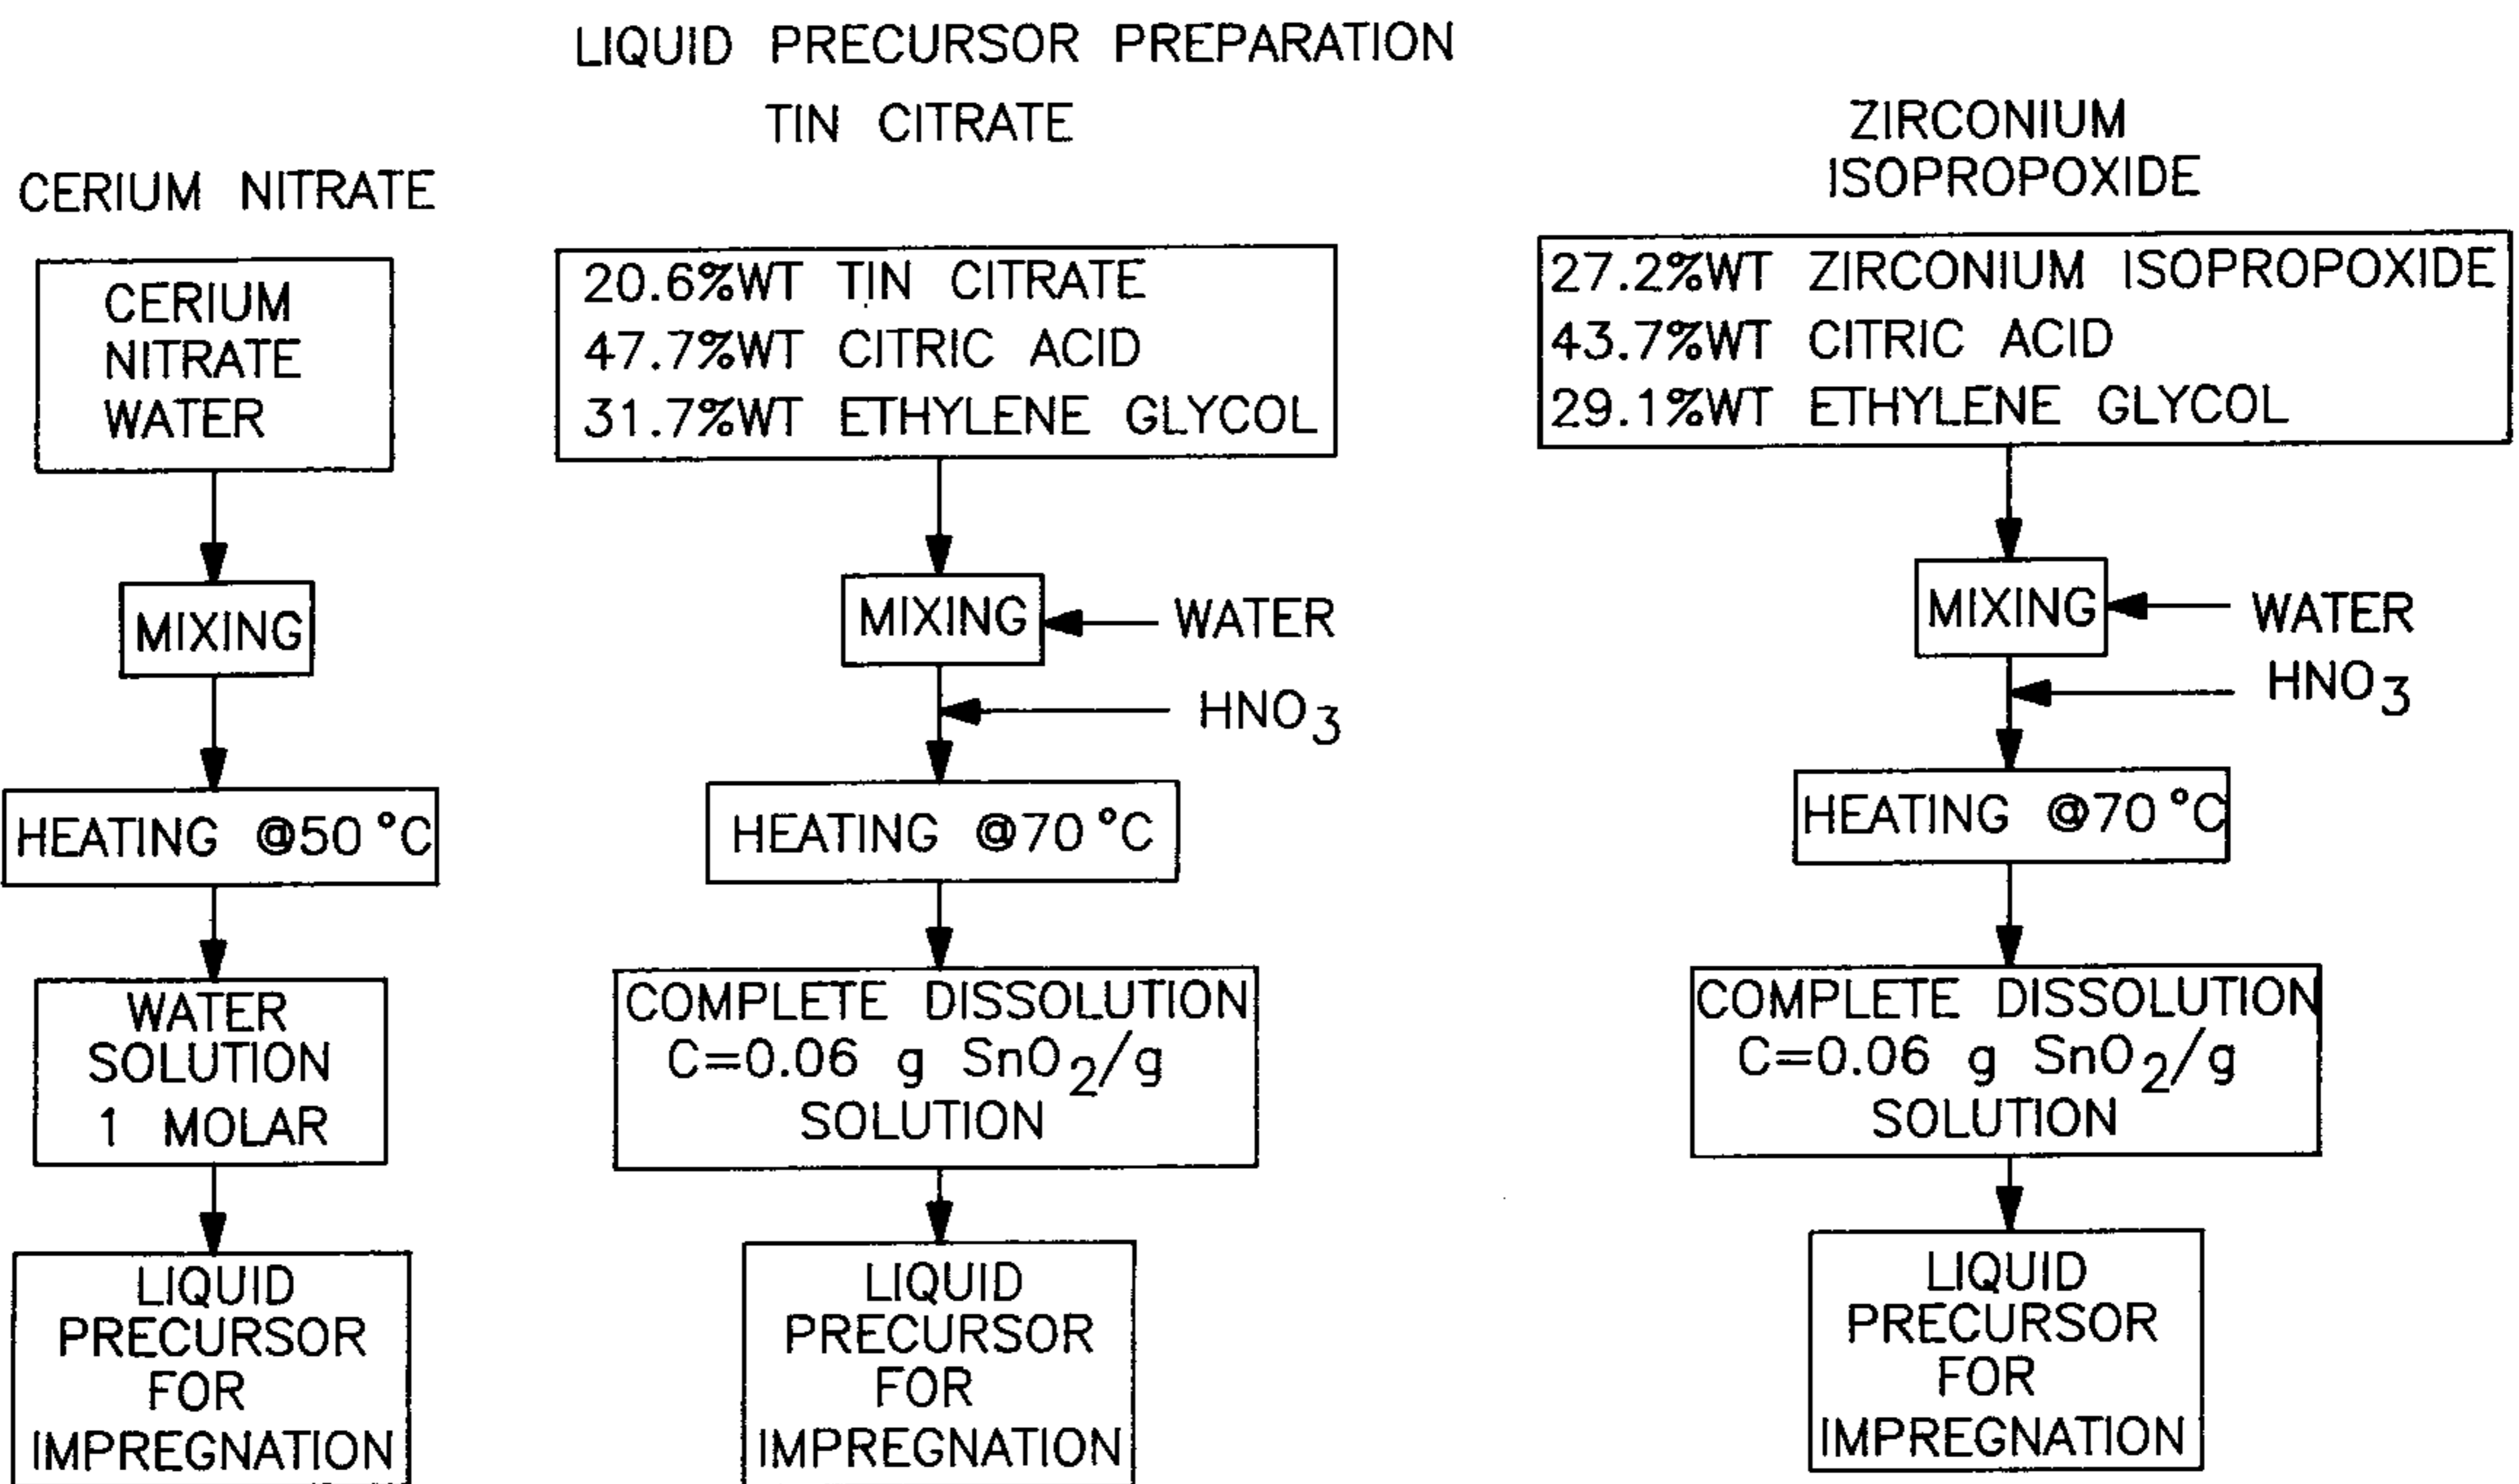 LIQUID PRECURSOR PREPARATION
CERIUM NITRATE
CERIUM
NITRATE
WATER
MIXING
HEATING @50 °C
WATER
SOLUTION
1 MOLAR
LIQUID
PRECURSOR
FOR
IMPREGNATION
TIN CITRATE
20.6%WT TIN CITRATE
47.7%WT CITRIC ACID
31.7%WT ETHYLENE GLYCOL
MIXING
WATER
HNO3
HEATING @70 °C
COMPLETE DISSOLUTION
C=0.06 g SnO2/g
SOLUTION
LIQUID
PRECURSOR
FOR
IMPREGNATION
ZIRCONIUM
ISOPROPOXIDE
27.2%WT ZIRCONIUM ISOPROPOXIDE
43.7%WT CITRIC ACID
29.1%WT ETHYLENE GLYCOL
MIXING
WATER
HNO3
HEATING @70 °C
COMPLETE DISSOLUTION
C=0.06 g SnO2/g
SOLUTION
LIQUID
PRECURSOR
FOR
IMPREGNATION